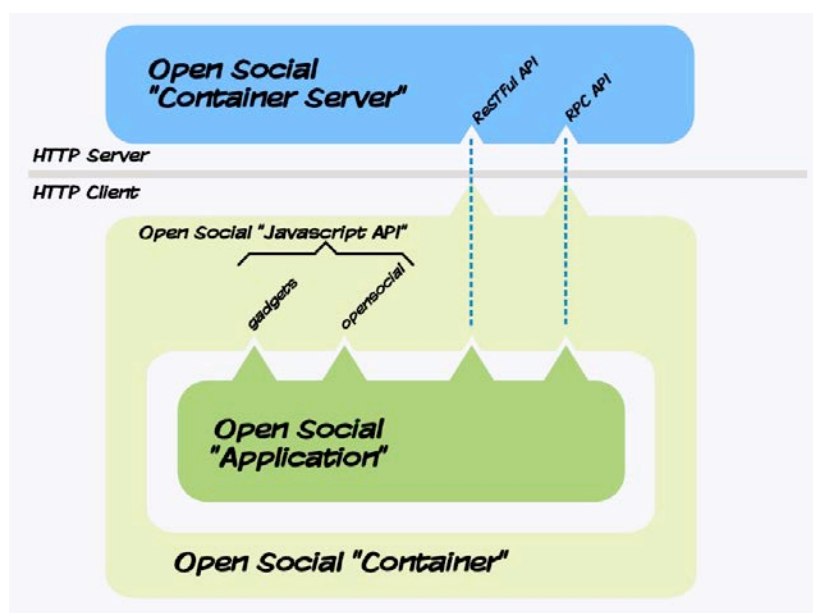 Open Social
"Container Server"
ReSTful API
RPC API
HTTP Server
HTTP Client
Open Social "Javascript API"
gadgets
opensocial
Open Social
"Application"
Open Social "Container"